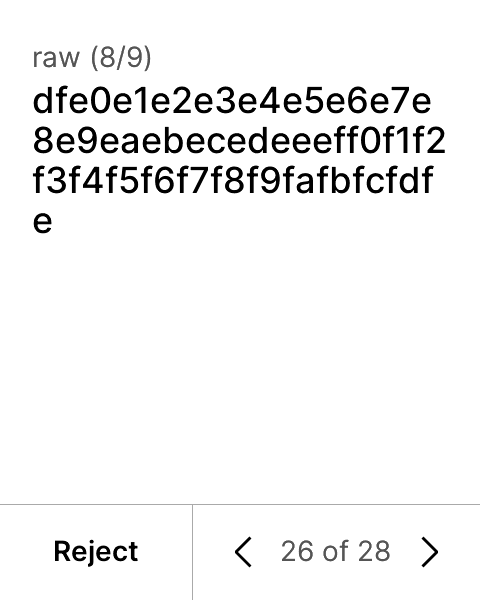 raw (8/9)
dfe0e1e2e3e4e5e6e7e
8e9eaebecedeeeff0f1f2
f3f4f5f6f7f8f9fafbfcfdf
e
Reject
26 of 28